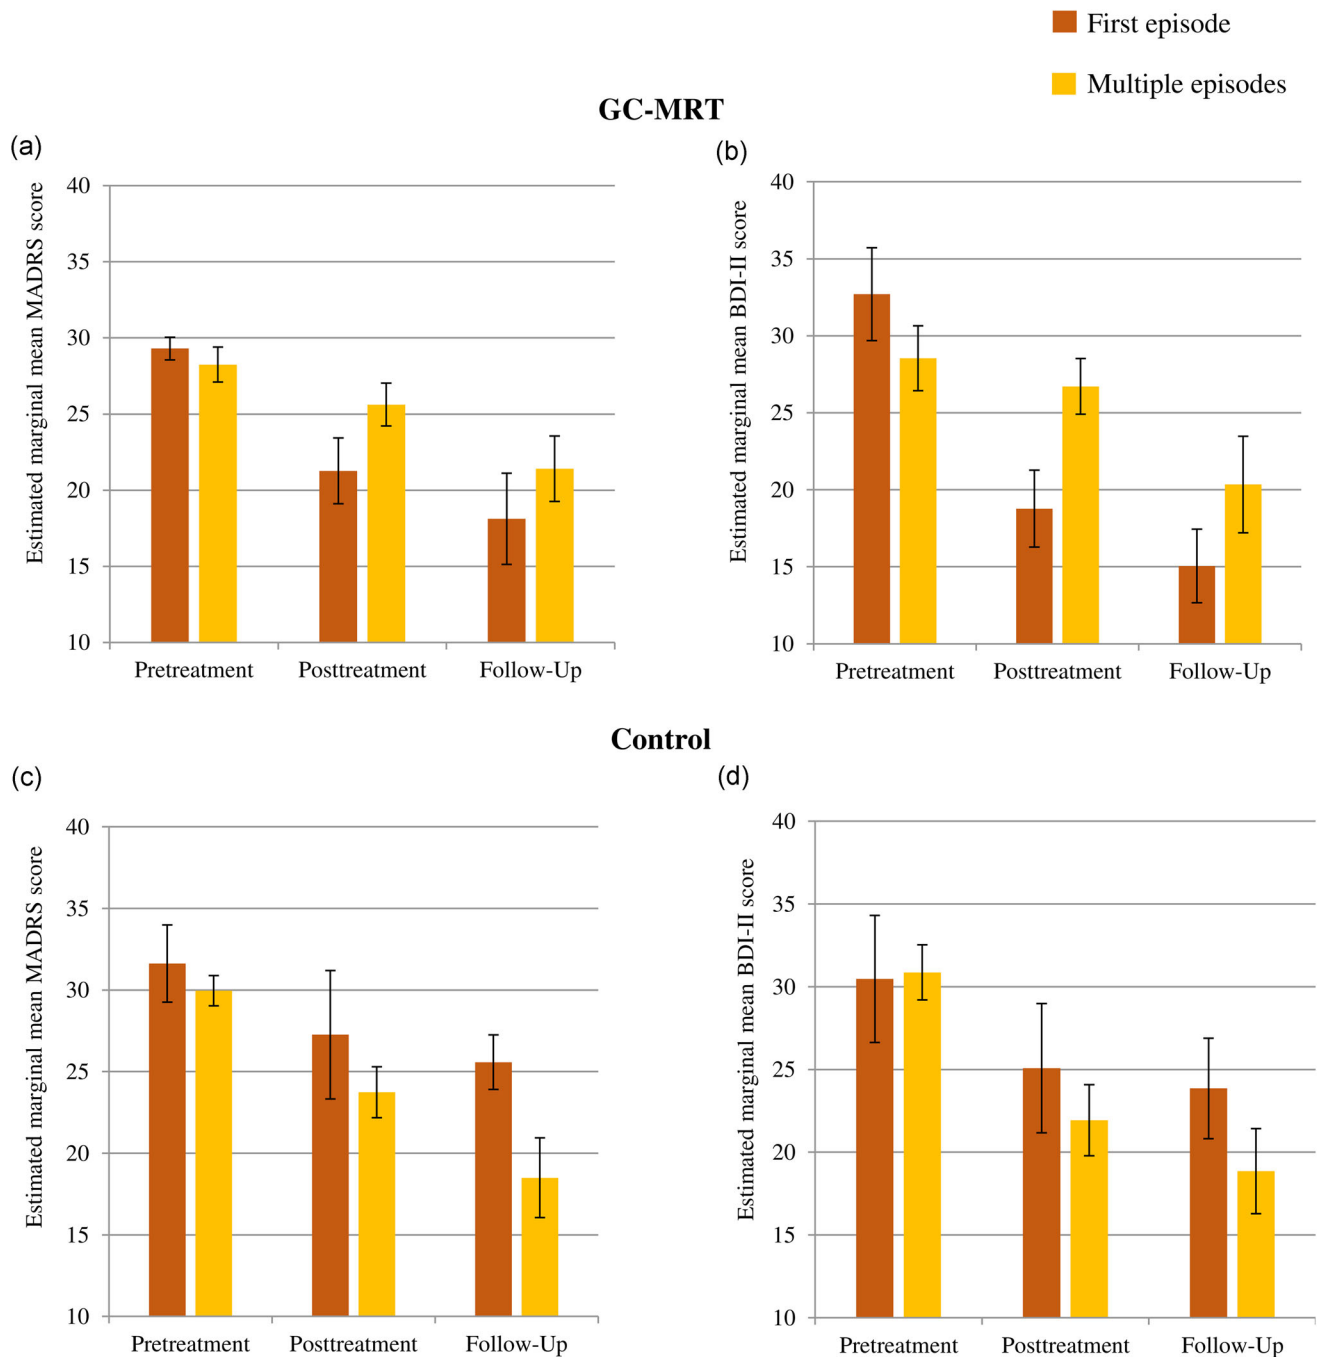 First episode
Multiple episodes
GC-MRT
(a)
Estimated marginal mean MADRS score
40
35
30
25
20
15
10
Pretreatment Posttreatment Follow-Up
(b)
Estimated marginal mean BDI-II score
40
35
30
25
20
15
10
Pretreatment Posttreatment Follow-Up
Control
(c)
Estimated marginal mean MADRS score
40
35
30
25
20
15
10
Pretreatment Posttreatment Follow-Up
(d)
Estimated marginal mean BDI-II score
40
35
30
25
20
15
10
Pretreatment Posttreatment Follow-Up